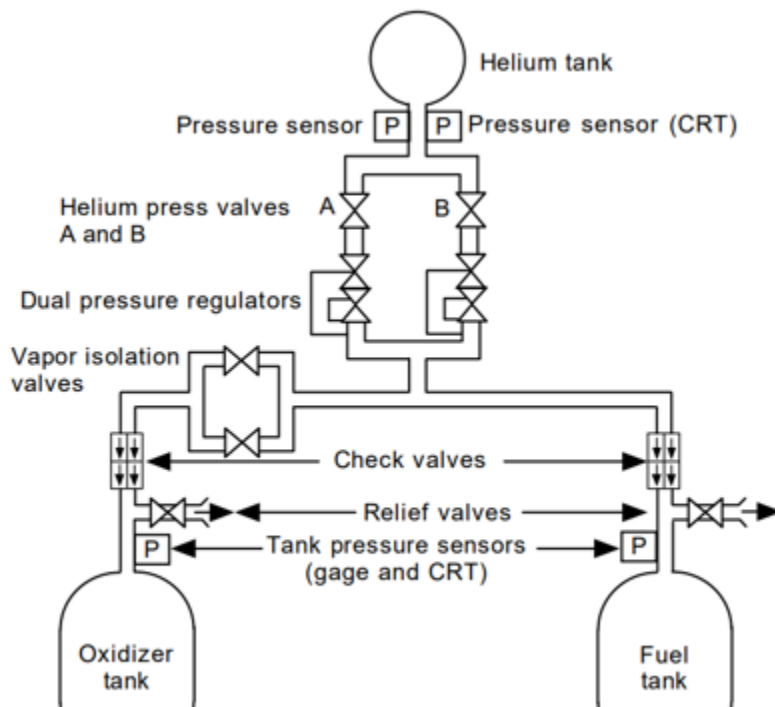 Helium tank
Pressure sensor P P Pressure sensor (CRT)
Helium press valves A B
A and B
Dual pressure regulators
Vapor isolation
valves
Check valves
Relief valves
P Tank pressure sensors P
(gage and CRT)
Oxidizer Fuel
tank tank